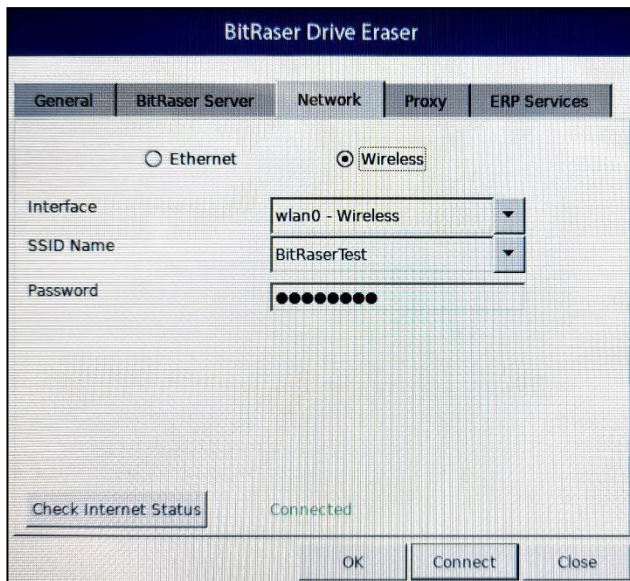 BitRaser Drive Eraser
General BitRaser Server Network Proxy ERP Services
Ethernet Wireless
Interface wlan0 - Wireless
SSID Name BitRaserTest
Password ●●●●●●●●
Check Internet Status Connected
OK Connect Close